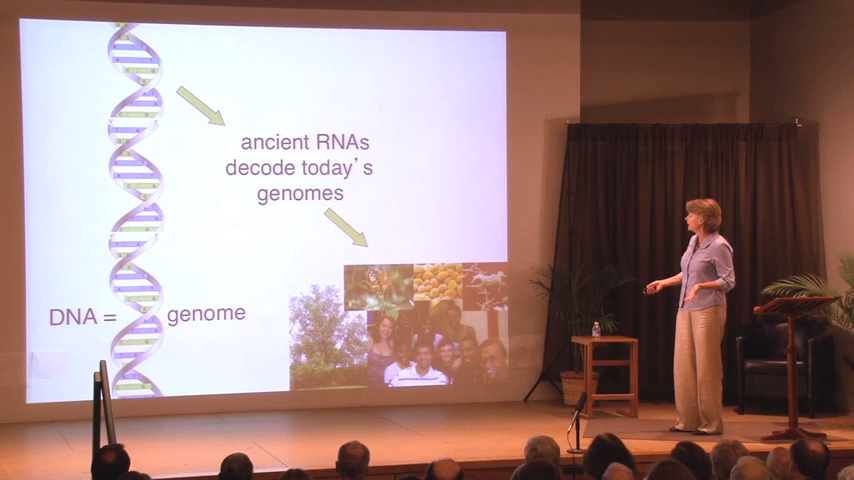 ancient RNAs
decode today's
genomes
DNA = genome